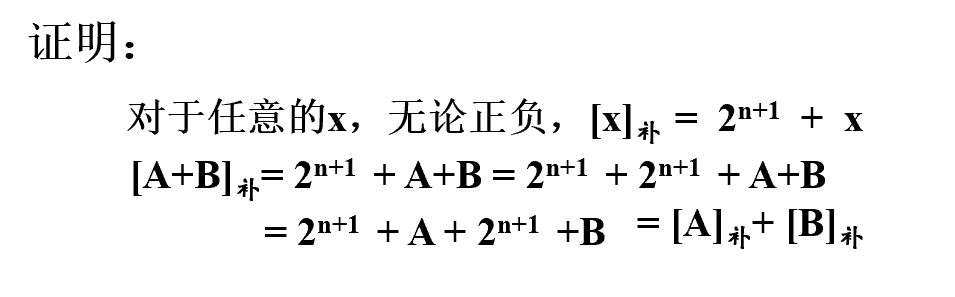 证明：
对于任意的x，无论正负，[x]补 = 2ⁿ⁺¹ + x
[A+B]补= 2ⁿ⁺¹ + A+B = 2ⁿ⁺¹ + 2ⁿ⁺¹ + A+B
= 2ⁿ⁺¹ + A + 2ⁿ⁺¹ +B = [A]补+ [B]补